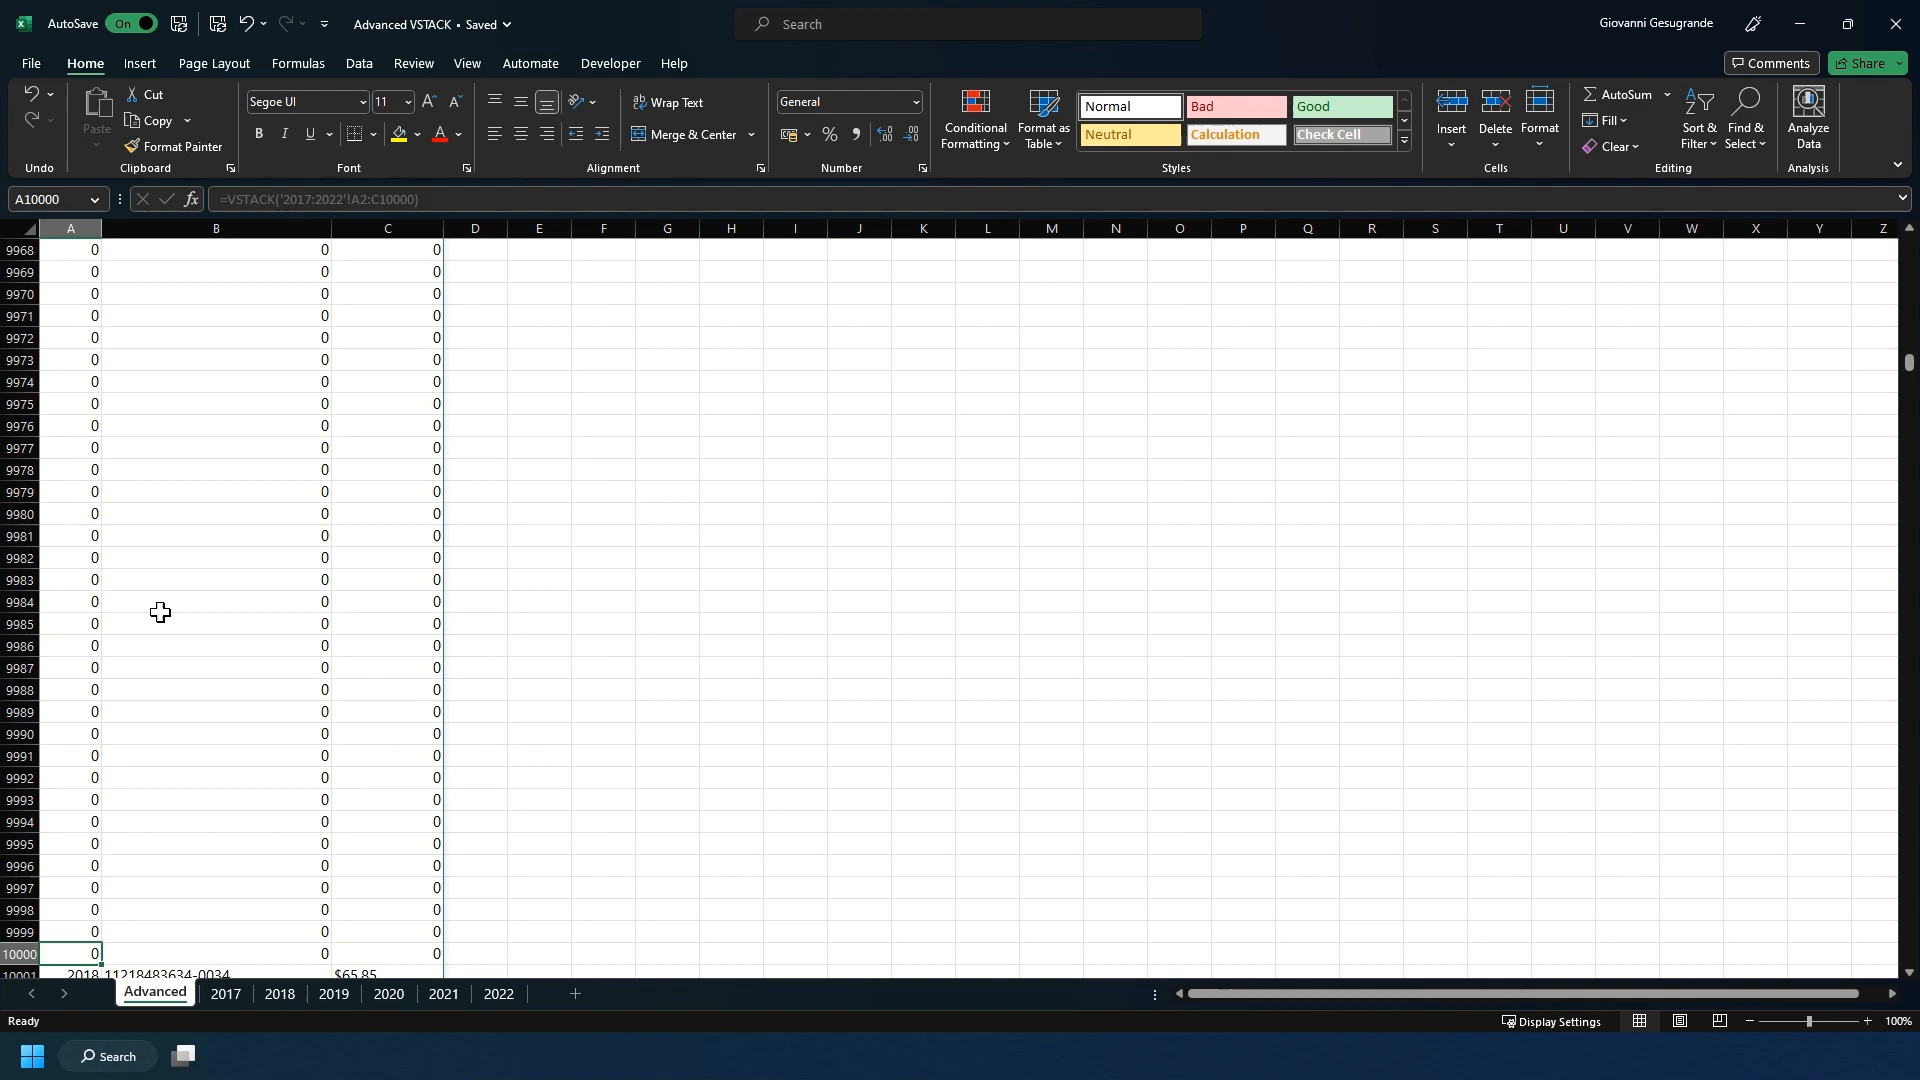 AutoSave On Advanced VSTACK • Saved Search Giovanni Gesugrande
File Home Insert Page Layout Formulas Data Review View Automate Developer Help Comments Share
Paste Cut Copy Format Painter
Segoe UI 11 B I U A
Wrap Text Merge & Center
General % ,
Conditional Formatting Format as Table
Normal Bad Good
Neutral Calculation Check Cell
Insert Delete Format
AutoSum Fill Clear Sort & Filter Find & Select
Analyze Data
Undo Clipboard Font Alignment Number Styles Cells Editing Analysis
A10000 fx =VSTACK('2017:2022'!A2:C10000)
A B C D E F G H I J K L M N O P Q R S T U V W X Y Z
9968 0 0 0
9969 0 0 0
9970 0 0 0
9971 0 0 0
9972 0 0 0
9973 0 0 0
9974 0 0 0
9975 0 0 0
9976 0 0 0
9977 0 0 0
9978 0 0 0
9979 0 0 0
9980 0 0 0
9981 0 0 0
9982 0 0 0
9983 0 0 0
9984 0 0 0
9985 0 0 0
9986 0 0 0
9987 0 0 0
9988 0 0 0
9989 0 0 0
9990 0 0 0
9991 0 0 0
9992 0 0 0
9993 0 0 0
9994 0 0 0
9995 0 0 0
9996 0 0 0
9997 0 0 0
9998 0 0 0
9999 0 0 0
10000 0 0 0
10001 2018 11218483634-0034 $65.85
Advanced 2017 2018 2019 2020 2021 2022
Ready Display Settings 100%
Search